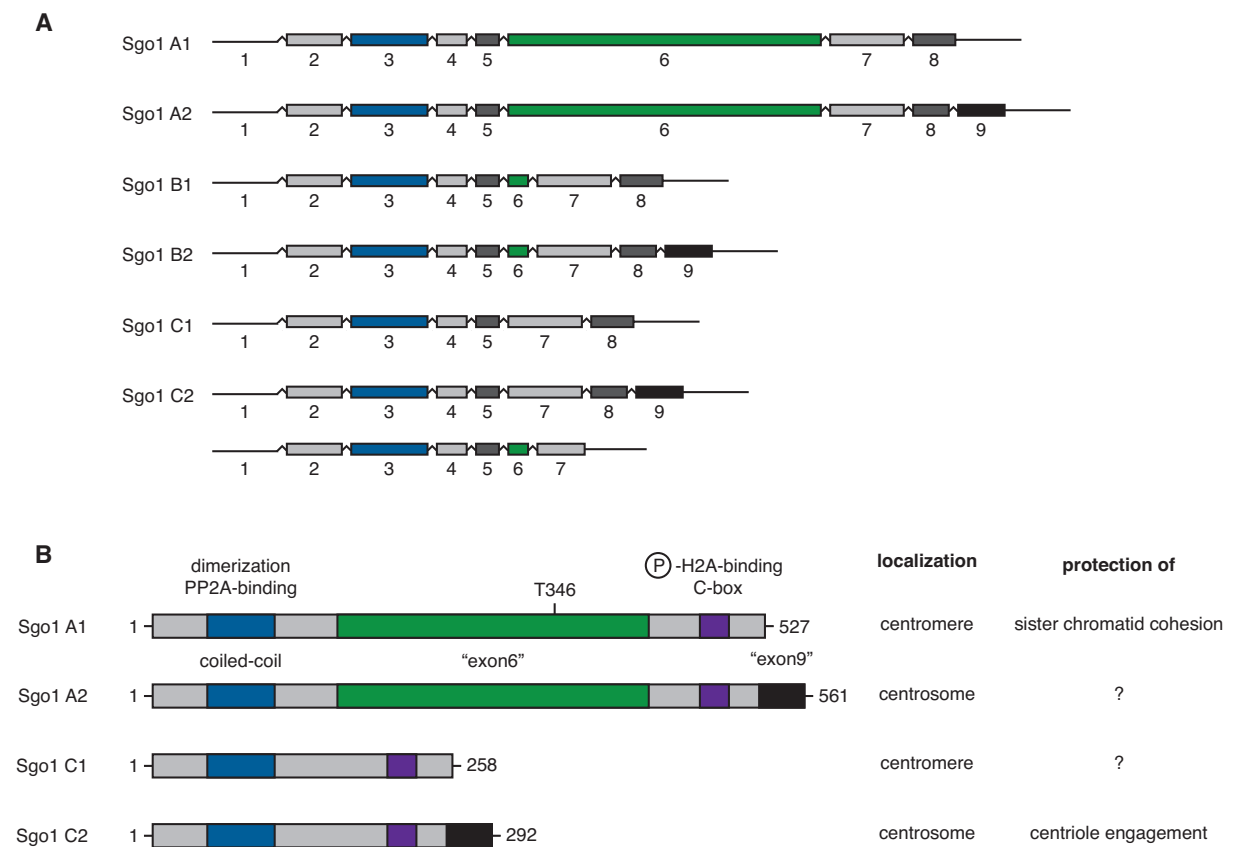 A
Sgo1 A1
1 2 3 4 5 6 7 8
Sgo1 A2
1 2 3 4 5 6 7 8 9
Sgo1 B1
1 2 3 4 5 6 7 8
Sgo1 B2
1 2 3 4 5 6 7 8 9
Sgo1 C1
1 2 3 4 5 7 8
Sgo1 C2
1 2 3 4 5 7 8 9
1 2 3 4 5 6 7
B
dimerization
PP2A-binding
T346
P -H2A-binding
C-box
localization
protection of
Sgo1 A1 1 527 centromere sister chromatid cohesion
coiled-coil "exon6" "exon9"
Sgo1 A2 1 561 centrosome ?
Sgo1 C1 1 258 centromere ?
Sgo1 C2 1 292 centrosome centriole engagement